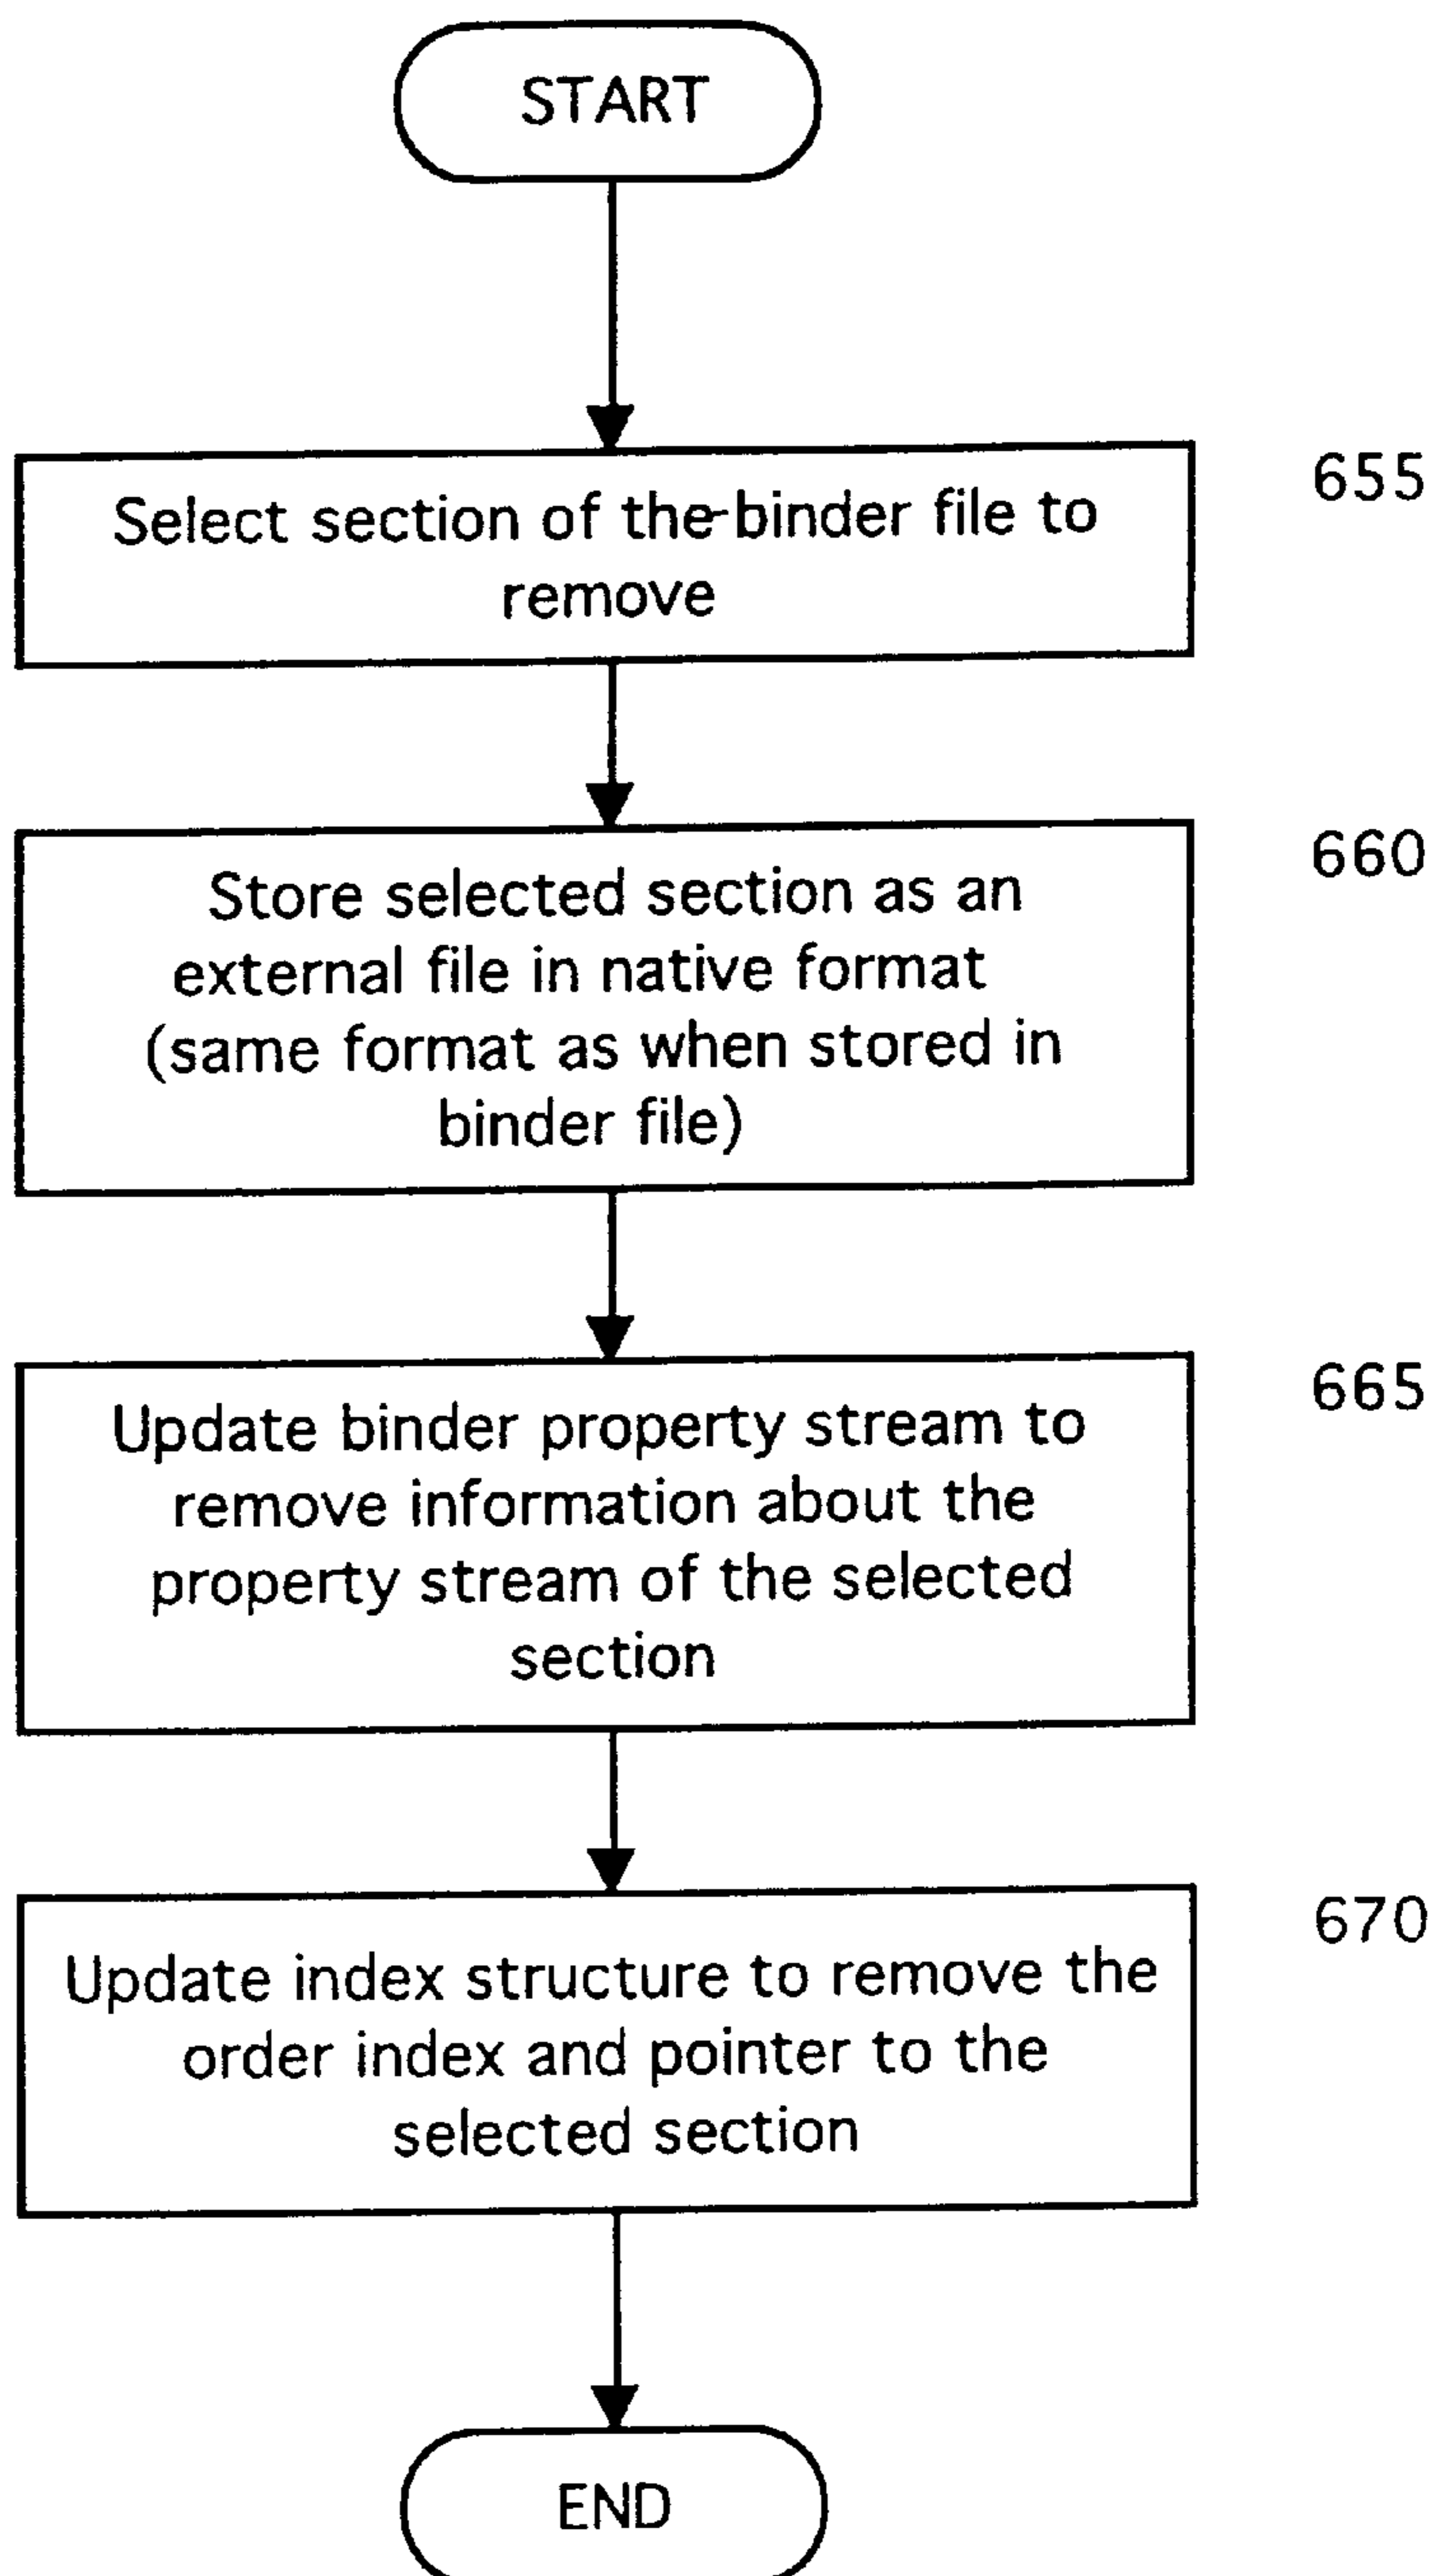 START
655
Select section of the binder file to
remove
660
Store selected section as an
external file in native format
(same format as when stored in
binder file)
665
Update binder property stream to
remove information about the
property stream of the selected
section
670
Update index structure to remove the
order index and pointer to the
selected section
END